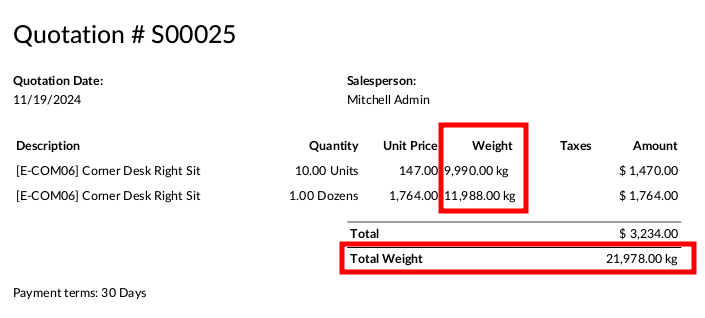 Quotation # S00025
Quotation Date: Salesperson:
11/19/2024 Mitchell Admin
Description Quantity Unit Price Weight Taxes Amount
[E-COM06] Corner Desk Right Sit 10.00 Units 147.00 9,990.00 kg $ 1,470.00
[E-COM06] Corner Desk Right Sit 1.00 Dozens 1,764.00 11,988.00 kg $ 1,764.00
Total $ 3,234.00
Total Weight 21,978.00 kg
Payment terms: 30 Days